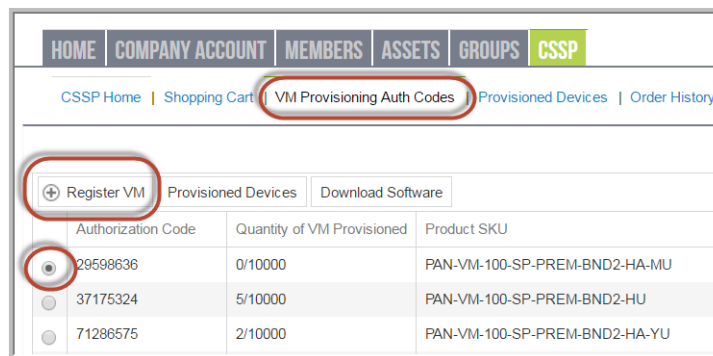 HOME COMPANY ACCOUNT MEMBERS ASSETS GROUPS CSSP
CSSP Home | Shopping Cart | VM Provisioning Auth Codes | Provisioned Devices | Order History
Register VM Provisioned Devices Download Software
Authorization Code Quantity of VM Provisioned Product SKU
29598636 0/10000 PAN-VM-100-SP-PREM-BND2-HA-MU
37175324 5/10000 PAN-VM-100-SP-PREM-BND2-HU
71286575 2/10000 PAN-VM-100-SP-PREM-BND2-HA-YU